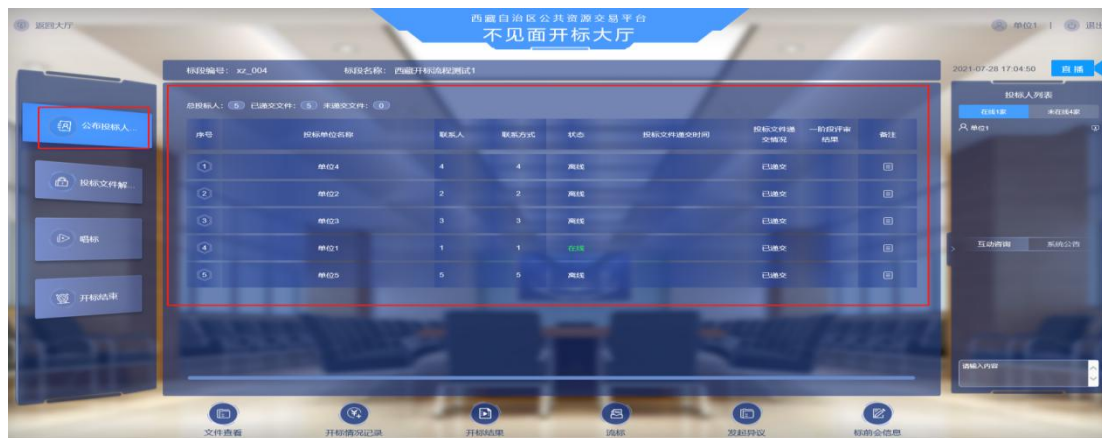 返回大厅
西藏自治区公共资源交易平台
不见面开标大厅
单位1 | 退出
标段编号： xz_004 标段名称： 西藏开标流程测试1
2021-07-28 17:04:50 直播
总投标人： 5 已递交文件： 5 未递交文件： 0
序号 投标单位名称 联系人 联系方式 状态 投标文件递交时间 投标文件递交情况 一阶段评审结果 备注
1 单位4 4 4 离线 已递交
2 单位2 2 2 离线 已递交
3 单位3 3 3 离线 已递交
4 单位1 1 1 在线 已递交
5 单位5 5 5 离线 已递交
公布投标人...
投标文件解...
唱标
开标结束
投标人列表
在线1家 未在线4家
单位1
互动咨询 系统公告
请输入内容
文件查看 开标情况记录 开标结果 流标 发起异议 标前会信息